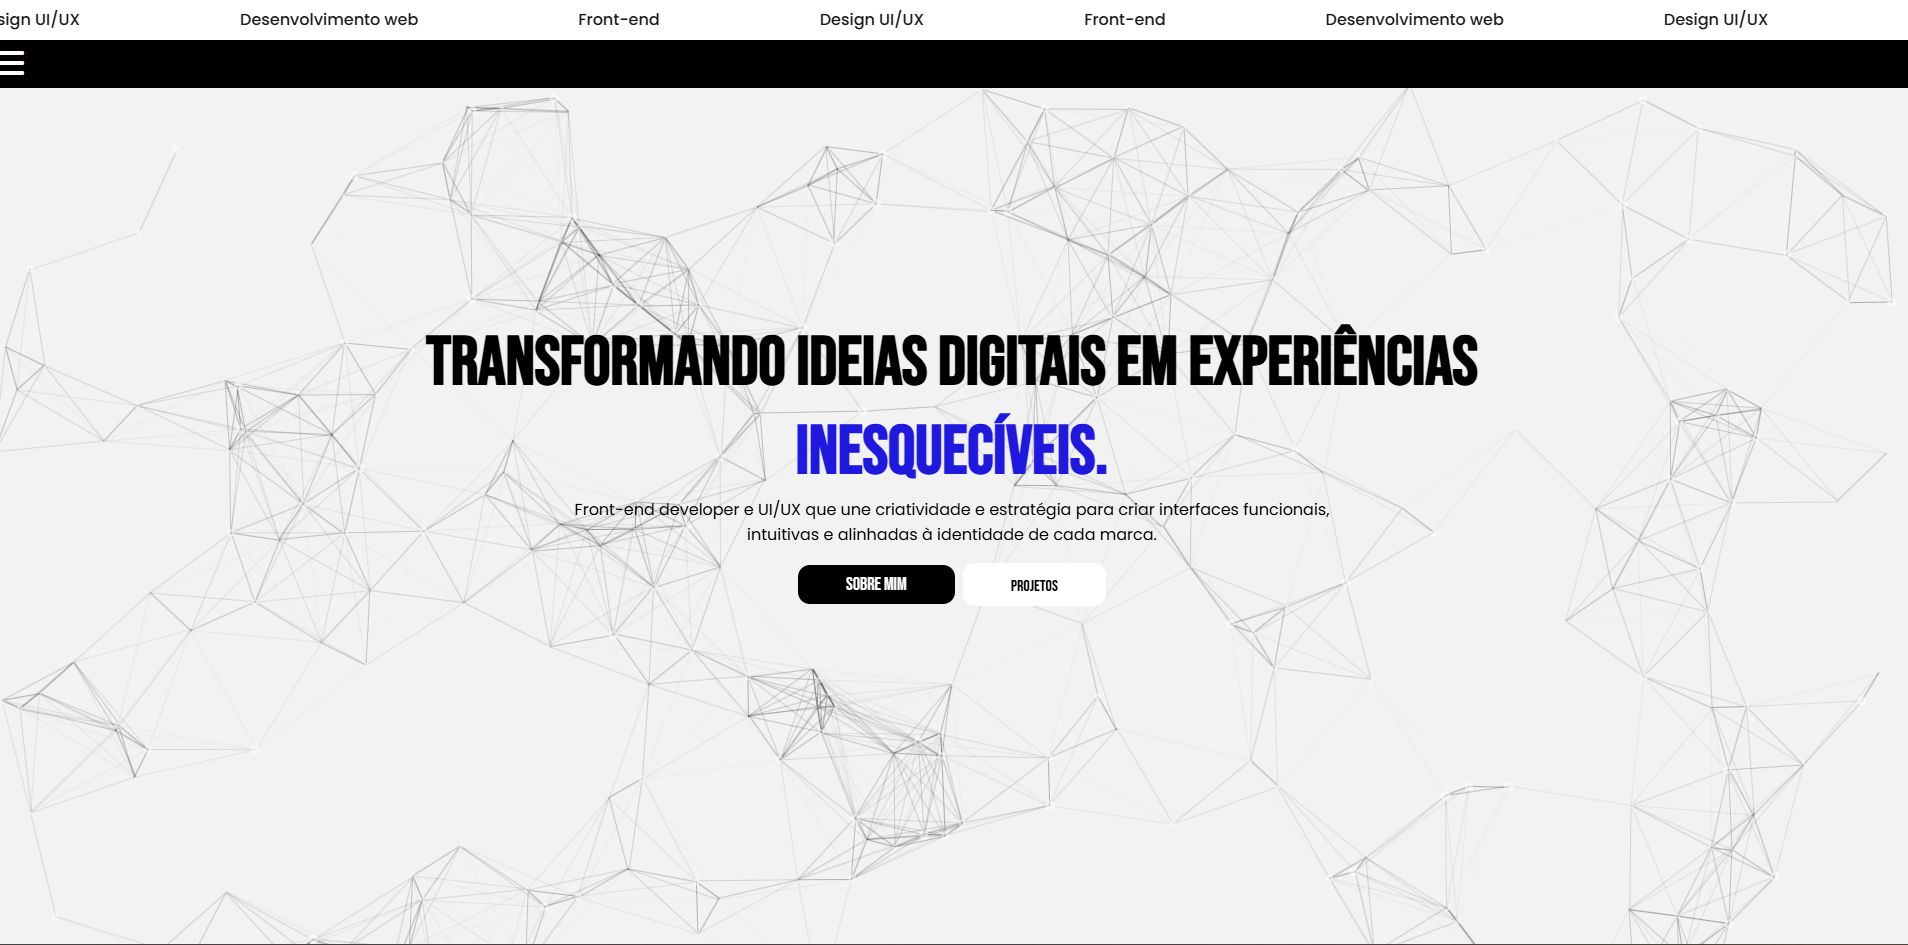 sign UI/UX Desenvolvimento web Front-end Design UI/UX Front-end Desenvolvimento web Design UI/UX
TRANSFORMANDO IDEIAS DIGITAIS EM EXPERIÊNCIAS
INESQUECÍVEIS.
Front-end developer e UI/UX que une criatividade e estratégia para criar interfaces funcionais,
intuitivas e alinhadas à identidade de cada marca.
SOBRE MIM PROJETOS